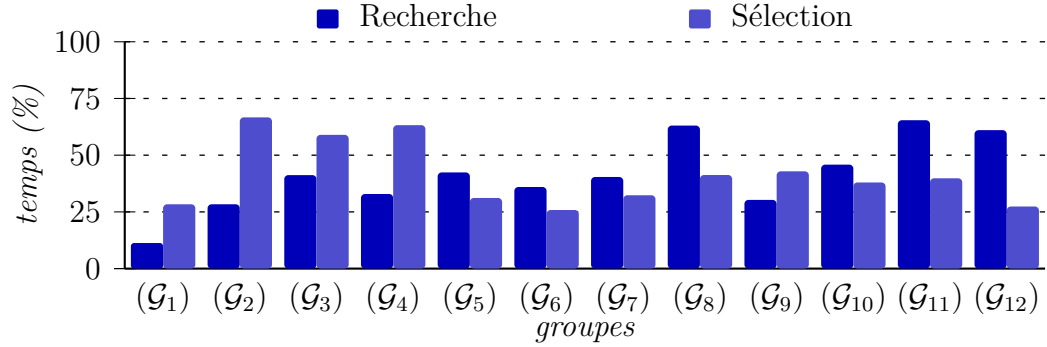 Recherche Sélection
100
75
50
25
0
temps (%)
(𝒢₁) (𝒢₂) (𝒢₃) (𝒢₄) (𝒢₅) (𝒢₆) (𝒢₇) (𝒢₈) (𝒢₉) (𝒢₁₀) (𝒢₁₁) (𝒢₁₂)
groupes